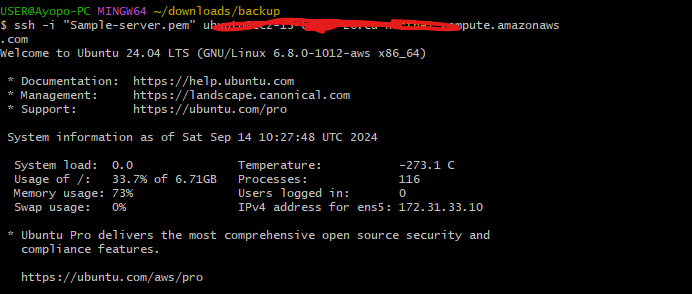 USER@Ayopo-PC MINGW64 ~/downloads/backup
$ ssh -i "Sample-server.pem" compute.amazonaws
.com
Welcome to Ubuntu 24.04 LTS (GNU/Linux 6.8.0-1012-aws x86_64)
* Documentation: https://help.ubuntu.com
* Management: https://landscape.canonical.com
* Support: https://ubuntu.com/pro
System information as of Sat Sep 14 10:27:48 UTC 2024
System load: 0.0 Temperature: -273.1 C
Usage of /: 33.7% of 6.71GB Processes: 116
Memory usage: 73% Users logged in: 0
Swap usage: 0% IPv4 address for ens5: 172.31.33.10
* Ubuntu Pro delivers the most comprehensive open source security and
compliance features.
https://ubuntu.com/aws/pro